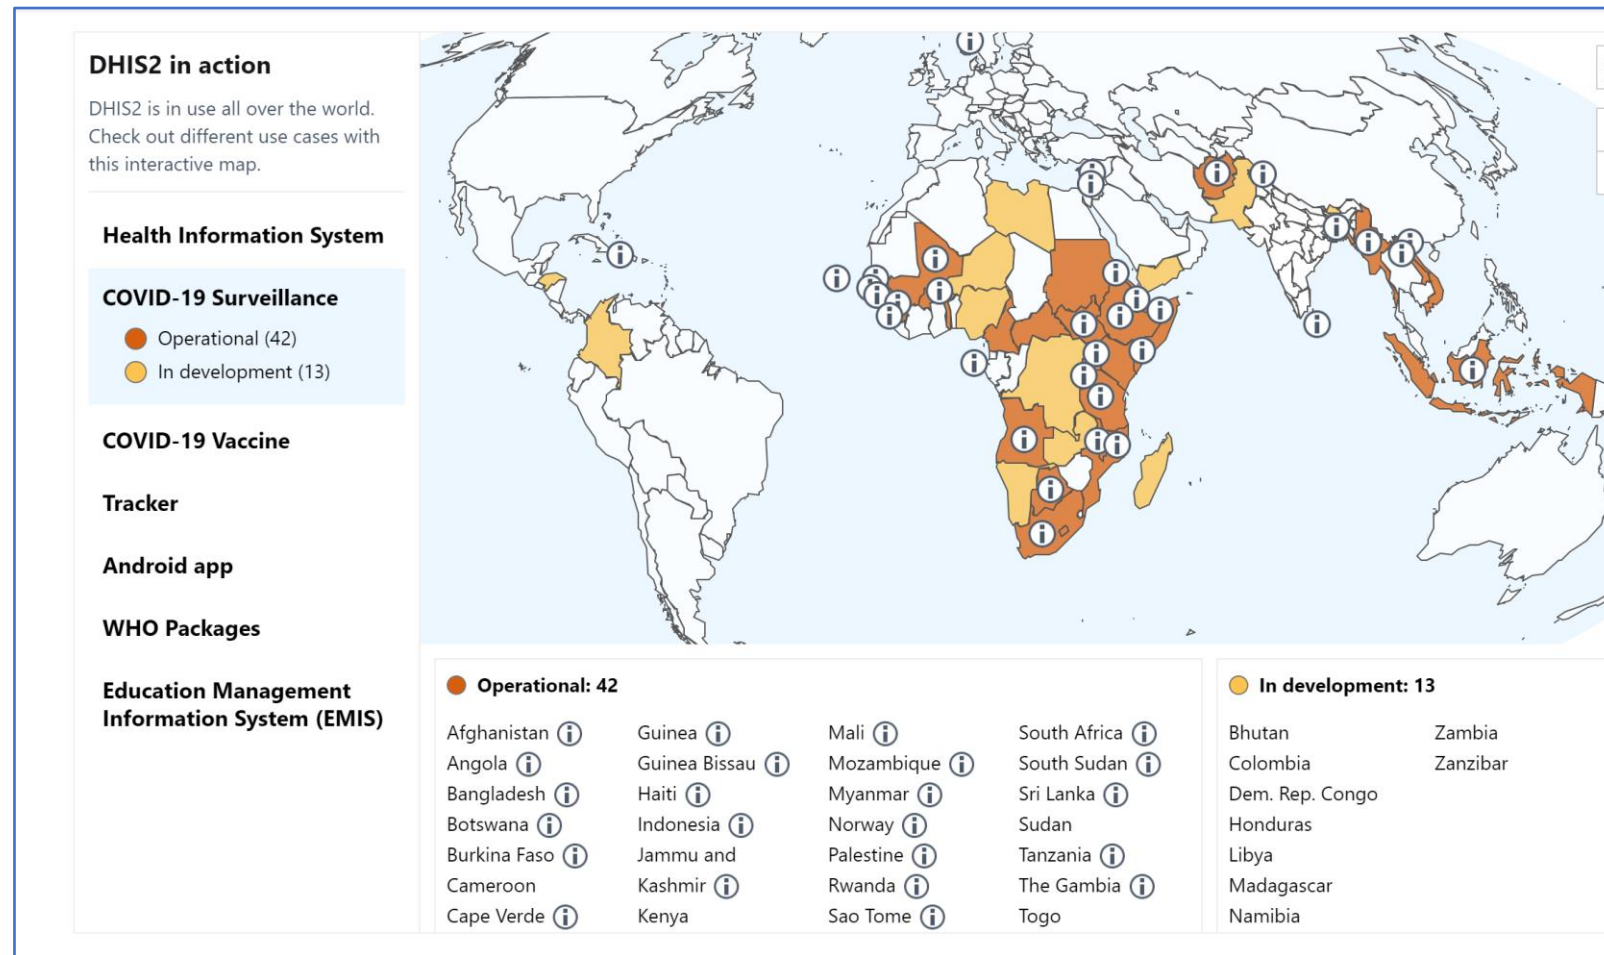 DHIS2 in action
DHIS2 is in use all over the world.
Check out different use cases with
this interactive map.
Health Information System
COVID-19 Surveillance
Operational (42)
In development (13)
COVID-19 Vaccine
Tracker
Android app
WHO Packages
Education Management
Information System (EMIS)
Operational: 42
Afghanistan
Angola
Bangladesh
Botswana
Burkina Faso
Cameroon
Cape Verde
Guinea
Guinea Bissau
Haiti
Indonesia
Jammu and
Kashmir
Kenya
Mali
Mozambique
Myanmar
Norway
Palestine
Rwanda
Sao Tome
South Africa
South Sudan
Sri Lanka
Sudan
Tanzania
The Gambia
Togo
In development: 13
Bhutan
Colombia
Dem. Rep. Congo
Honduras
Libya
Madagascar
Namibia
Zambia
Zanzibar